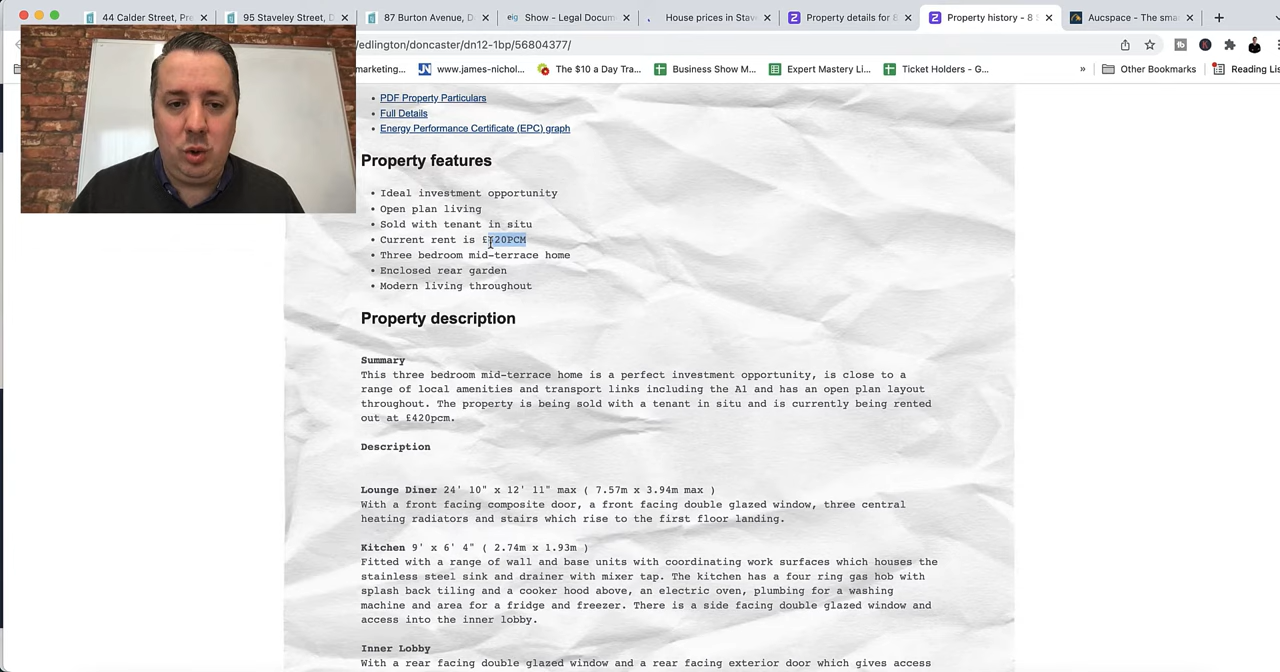 44 Calder Street, Pre
95 Staveley Street, D
87 Burton Avenue, D
eig Show - Legal Docum
House prices in Stav
Property details for 8
Property history - 8
Aucspace - The sma
/edlington/doncaster/dn12-1bp/56804377/
marketing...
www.james-nichol...
The $10 a Day Tra...
Business Show M...
Expert Mastery Li...
Ticket Holders - G...
»
Other Bookmarks
Reading Lis
PDF Property Particulars
Full Details
Energy Performance Certificate (EPC) graph
Property features
Ideal investment opportunity
Open plan living
Sold with tenant in situ
Current rent is £420PCM
Three bedroom mid-terrace home
Enclosed rear garden
Modern living throughout
Property description
Summary
This three bedroom mid-terrace home is a perfect investment opportunity, is close to a
range of local amenities and transport links including the A1 and has an open plan layout
throughout. The property is being sold with a tenant in situ and is currently being rented
out at £420pcm.
Description
Lounge Diner 24' 10" x 12' 11" max ( 7.57m x 3.94m max )
With a front facing composite door, a front facing double glazed window, three central
heating radiators and stairs which rise to the first floor landing.
Kitchen 9' x 6' 4" ( 2.74m x 1.93m )
Fitted with a range of wall and base units with coordinating work surfaces which houses the
stainless steel sink and drainer with mixer tap. The kitchen has a four ring gas hob with
splash back tiling and a cooker hood above, an electric oven, plumbing for a washing
machine and area for a fridge and freezer. There is a side facing double glazed window and
access into the inner lobby.
Inner Lobby
With a rear facing double glazed window and a rear facing exterior door which gives access